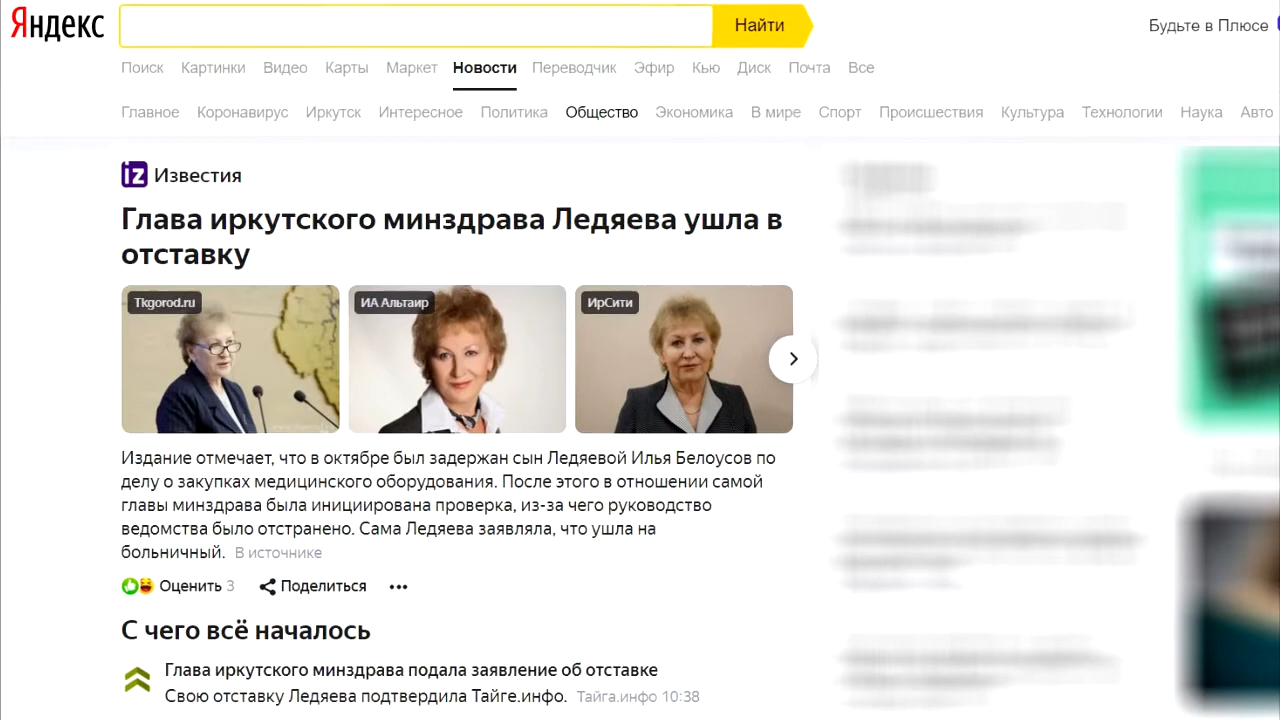 Яндекс
Найти
Будьте в Плюсе
Поиск Картинки Видео Карты Маркет Новости Переводчик Эфир Кью Диск Почта Все
Главное Коронавирус Иркутск Интересное Политика Общество Экономика В мире Спорт Происшествия Культура Технологии Наука Авто
iz Известия
Глава иркутского минздрава Ледяева ушла в
отставку
Tkgorod.ru
ИА Альтаир
ИрСити
Издание отмечает, что в октябре был задержан сын Ледяевой Илья Белоусов по
делу о закупках медицинского оборудования. После этого в отношении самой
главы минздрава была инициирована проверка, из-за чего руководство
ведомства было отстранено. Сама Ледяева заявляла, что ушла на
больничный. В источнике
Оценить 3 Поделиться •••
С чего всё началось
Глава иркутского минздрава подала заявление об отставке
Свою отставку Ледяева подтвердила Тайге.инфо. Тайга.инфо 10:38